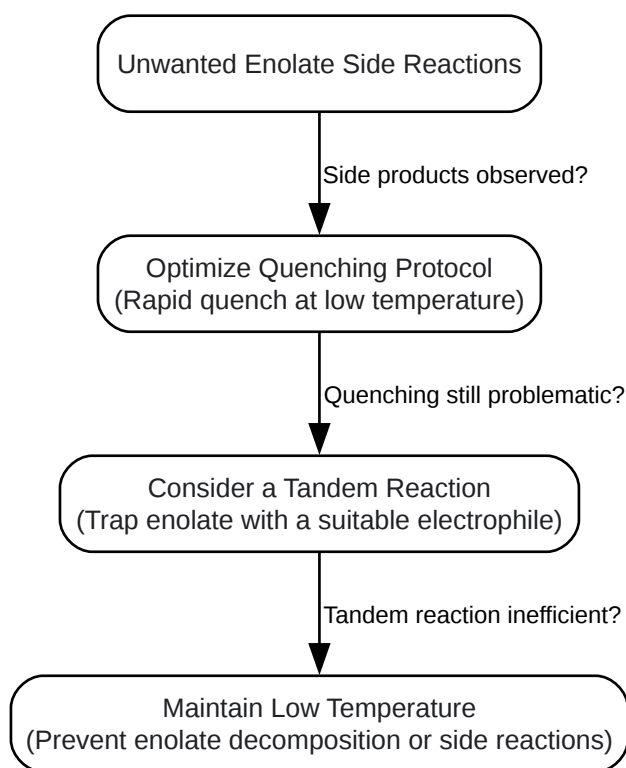 Unwanted Enolate Side Reactions
Side products observed?
Optimize Quenching Protocol
(Rapid quench at low temperature)
Quenching still problematic?
Consider a Tandem Reaction
(Trap enolate with a suitable electrophile)
Tandem reaction inefficient?
Maintain Low Temperature
(Prevent enolate decomposition or side reactions)